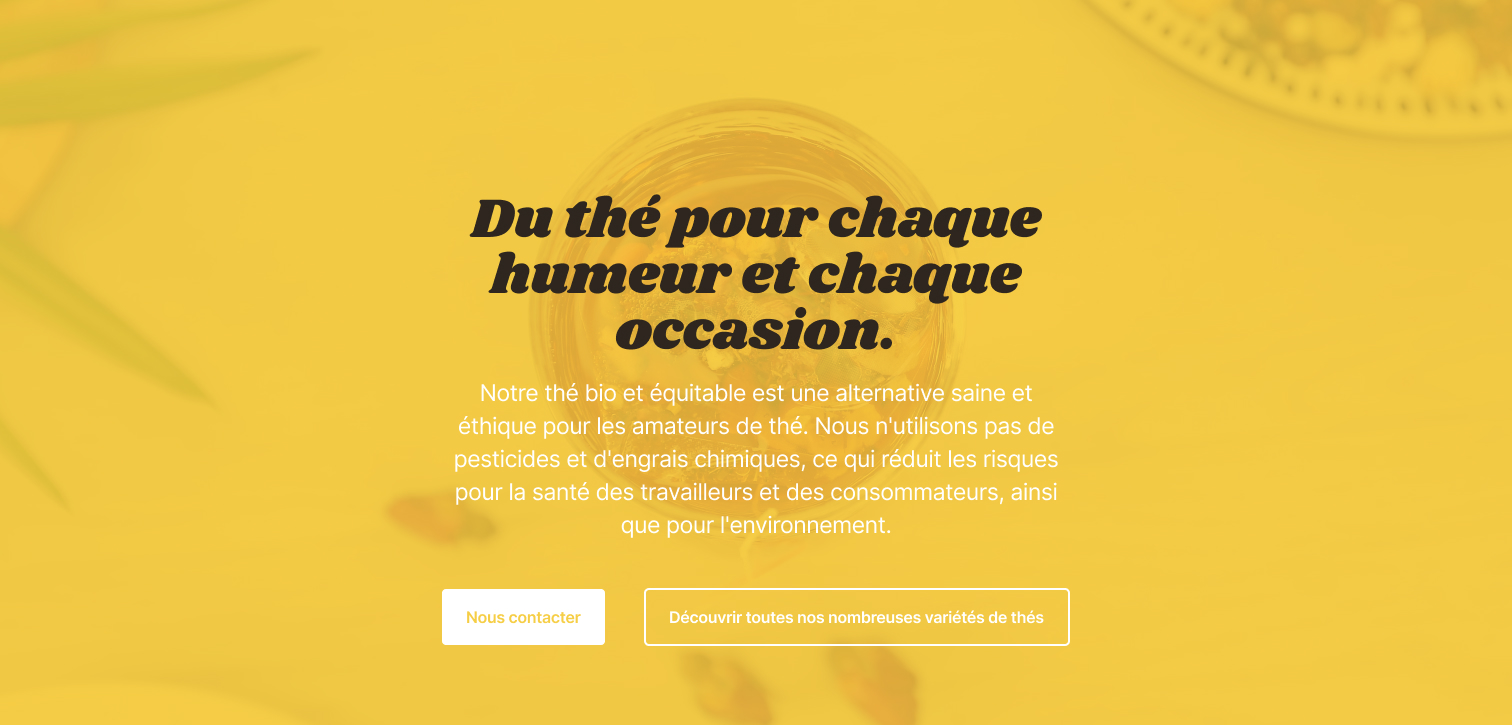 Du thé pour chaque
humeur et chaque
occasion.
Notre thé bio et équitable est une alternative saine et
éthique pour les amateurs de thé. Nous n'utilisons pas de
pesticides et d'engrais chimiques, ce qui réduit les risques
pour la santé des travailleurs et des consommateurs, ainsi
que pour l'environnement.
Nous contacter
Découvrir toutes nos nombreuses variétés de thés